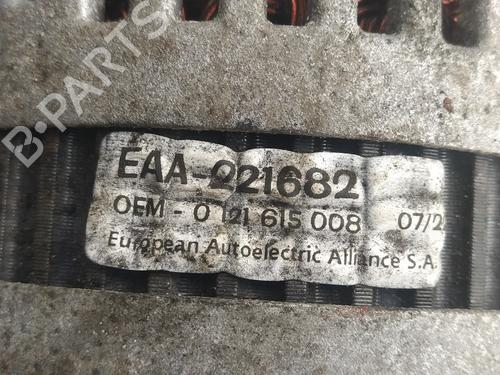 B-PARTS
EAA-221682
OEM - 0 121 615 008 07/2
European Autoelectric Alliance S.A.